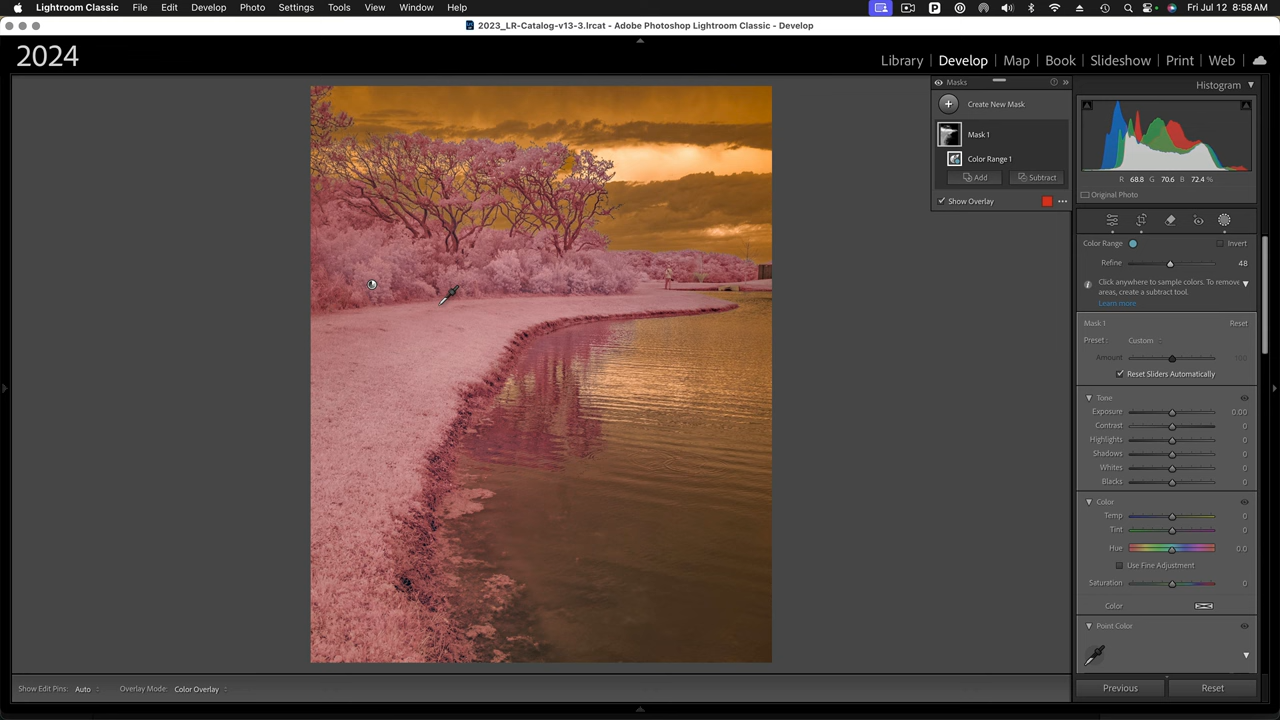 Lightroom Classic File Edit Develop Photo Settings Tools View Window Help Fri Jul 12 8:58 AM
2023_LR-Catalog-v13-3.lrcat - Adobe Photoshop Lightroom Classic - Develop
2024
Library | Develop | Map | Book | Slideshow | Print | Web
Masks
Create New Mask
Mask 1
Color Range 1
Add Subtract
Show Overlay
Histogram
R 68.8 G 70.6 B 72.4 %
Original Photo
Color Range Invert
Refine 48
Click anywhere to sample colors. To remove
areas, create a subtract tool.
Learn more
Mask 1 Reset
Preset : Custom
Amount 100
Reset Sliders Automatically
Tone
Exposure 0.00
Contrast 0
Highlights 0
Shadows 0
Whites 0
Blacks 0
Color
Temp 0
Tint 0
Hue 0.0
Use Fine Adjustment
Saturation 0
Color
Point Color
Previous Reset
Show Edit Pins: Auto Overlay Mode: Color Overlay